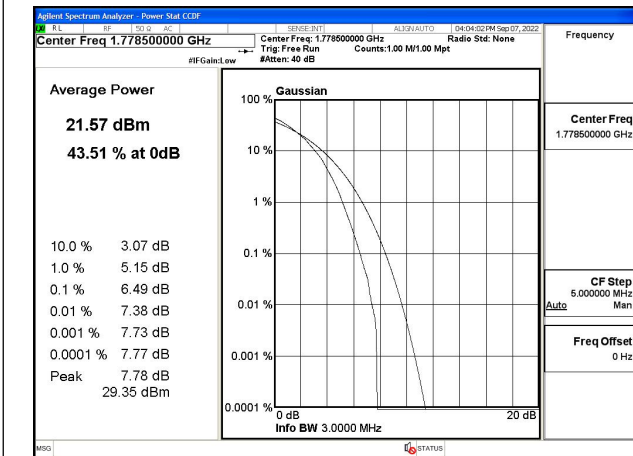 Agilent Spectrum Analyzer - Power Stat CCDF
RL RF 50 Ω AC SENSE:INT ALIGNAUTO 04:04:02 PM Sep 07, 2022
Center Freq 1.778500000 GHz
Center Freq: 1.778500000 GHz Radio Std: None
Trig: Free Run Counts:1.00 M/1.00 Mpt
#IFGain:Low #Atten: 40 dB
Frequency
Average Power
21.57 dBm
43.51 % at 0dB
10.0 % 3.07 dB
1.0 % 5.15 dB
0.1 % 6.49 dB
0.01 % 7.38 dB
0.001 % 7.73 dB
0.0001 % 7.77 dB
Peak 7.78 dB
29.35 dBm
Gaussian
100 %
10 %
1 %
0.1 %
0.01 %
0.001 %
0.0001 %
0 dB 20 dB
Info BW 3.0000 MHz
Center Freq
1.778500000 GHz
CF Step
5.000000 MHz
Auto Man
Freq Offset
0 Hz
MSG STATUS